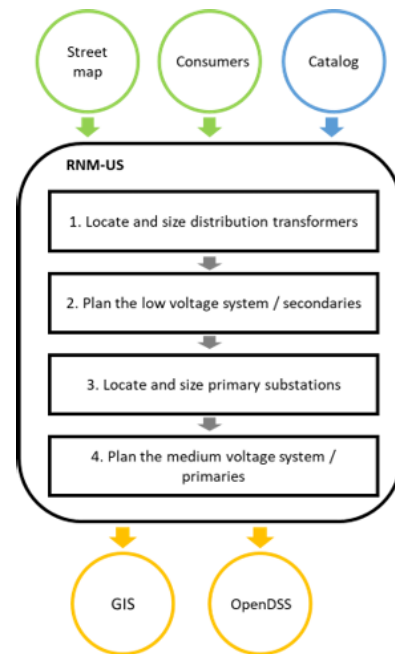 Street
map
Consumers
Catalog
RNM-US
1. Locate and size distribution transformers
2. Plan the low voltage system / secondaries
3. Locate and size primary substations
4. Plan the medium voltage system /
primaries
GIS
OpenDSS